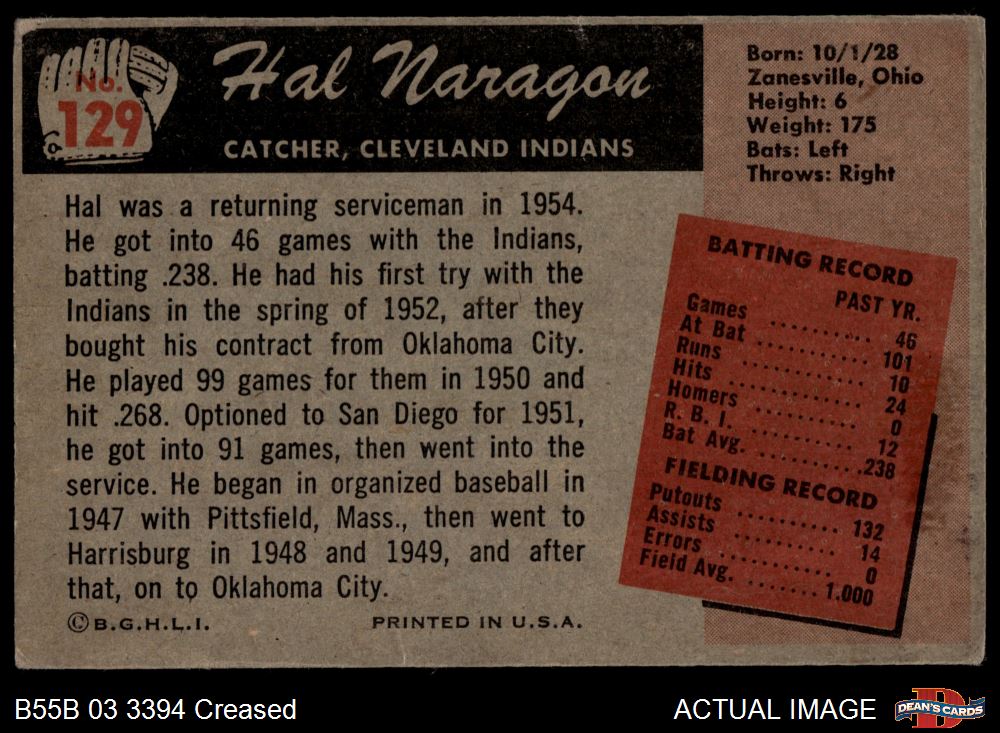 No.
129
Hal Naragon
CATCHER, CLEVELAND INDIANS
Born: 10/1/28
Zanesville, Ohio
Height: 6
Weight: 175
Bats: Left
Throws: Right
Hal was a returning serviceman in 1954.
He got into 46 games with the Indians,
batting .238. He had his first try with the
Indians in the spring of 1952, after they
bought his contract from Oklahoma City.
He played 99 games for them in 1950 and
hit .268. Optioned to San Diego for 1951,
he got into 91 games, then went into the
service. He began in organized baseball in
1947 with Pittsfield, Mass., then went to
Harrisburg in 1948 and 1949, and after
that, on to Oklahoma City.
©B.G.H.L.I. PRINTED IN U.S.A.
BATTING RECORD
PAST YR.
Games ......... 46
At Bat .......... 101
Runs ........... 10
Hits ............ 24
Homers ......... 0
R. B. I. .......... 12
Bat Avg. ......... .238
FIELDING RECORD
Putouts .......... 132
Assists .......... 14
Errors ........... 0
Field Avg. ....... 1.000
B55B 03 3394 Creased
ACTUAL IMAGE
DEAN'S CARDS